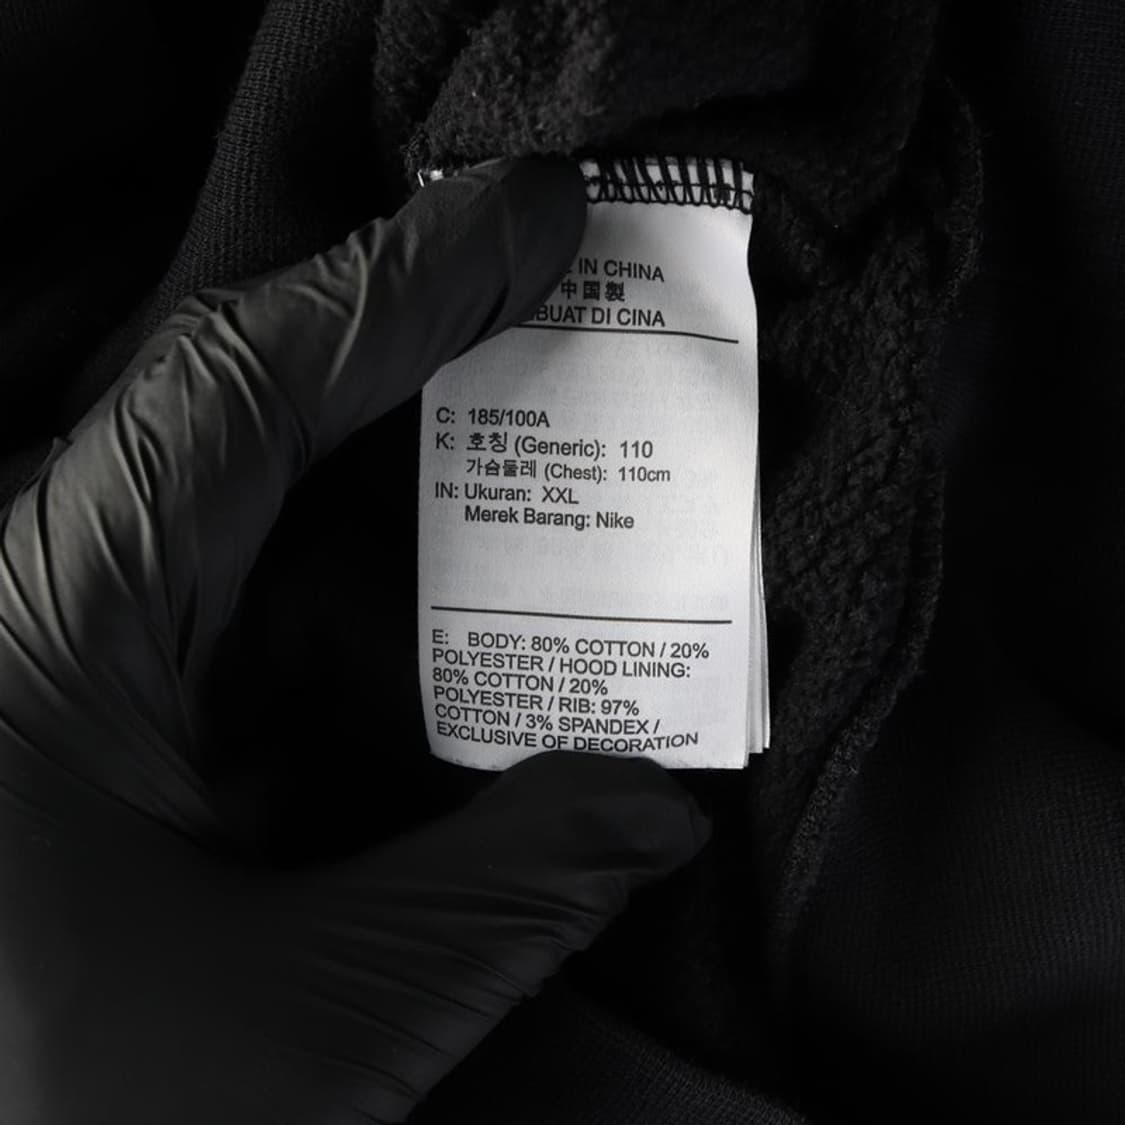 IN CHINA
中国製
DI CINA
C: 185/100A
K: 호칭 (Generic): 110
가슴둘레 (Chest): 110cm
IN: Ukuran: XXL
Merek Barang: Nike
E: BODY: 80% COTTON / 20%
POLYESTER / HOOD LINING:
80% COTTON / 20%
POLYESTER / RIB: 97%
COTTON / 3% SPANDEX /
EXCLUSIVE OF DECORATION